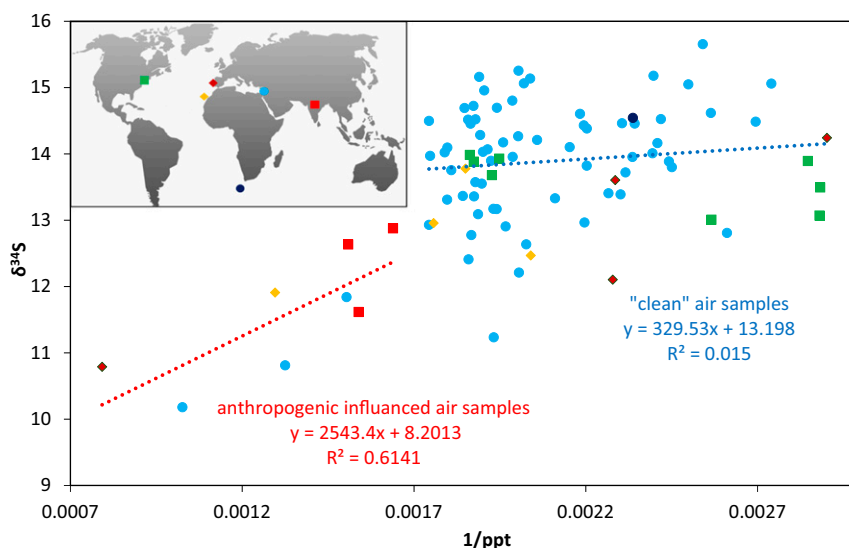 16
15
14
13
12
11
10
9
δ³⁴S
"clean" air samples
y = 329.53x + 13.198
R² = 0.015
anthropogenic influanced air samples
y = 2543.4x + 8.2013
R² = 0.6141
0.0007
0.0012
0.0017
0.0022
0.0027
1/ppt